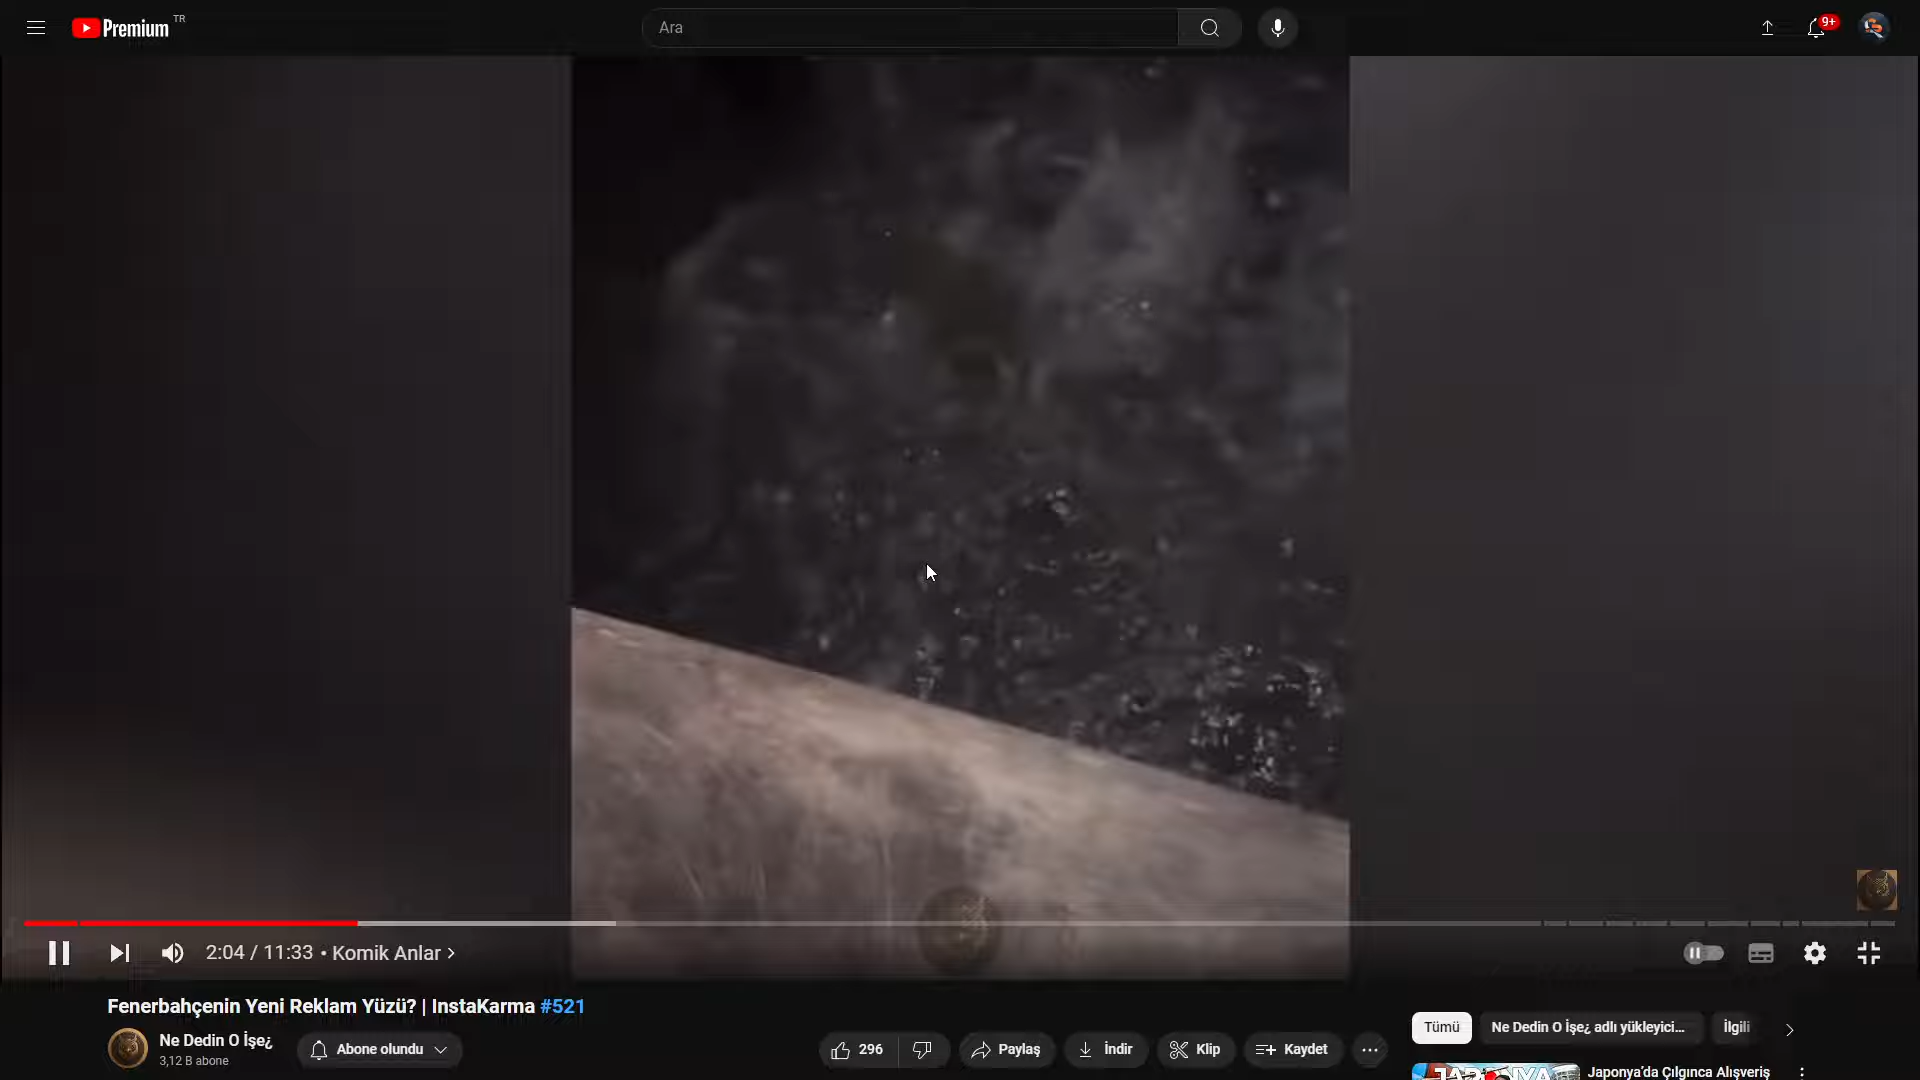 Premium TR
Ara
9+
2:04 / 11:33 • Komik Anlar
Fenerbahçenin Yeni Reklam Yüzü? | InstaKarma #521
Ne Dedin O İşe¿
3,12 B abone
Abone olundu
296
Paylaş
İndir
Klip
Kaydet
Tümü
Ne Dedin O İşe¿ adlı yükleyici...
İlgili
JAPONYA
Japonya'da Çılgınca Alışveriş